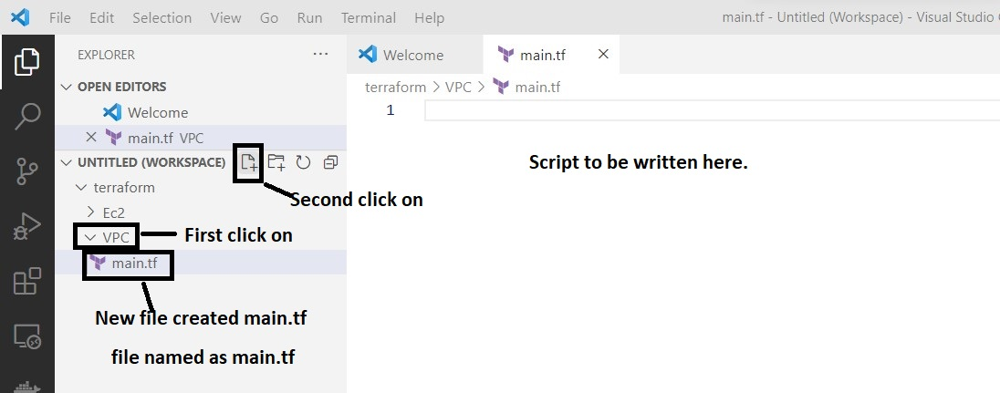 File Edit Selection View Go Run Terminal Help main.tf - Untitled (Workspace) - Visual Studio
EXPLORER ···
OPEN EDITORS
Welcome
main.tf VPC
UNTITLED (WORKSPACE)
terraform
Ec2
VPC
main.tf
Second click on
First click on
New file created main.tf
file named as main.tf
Welcome main.tf
terraform > VPC > main.tf
1
Script to be written here.